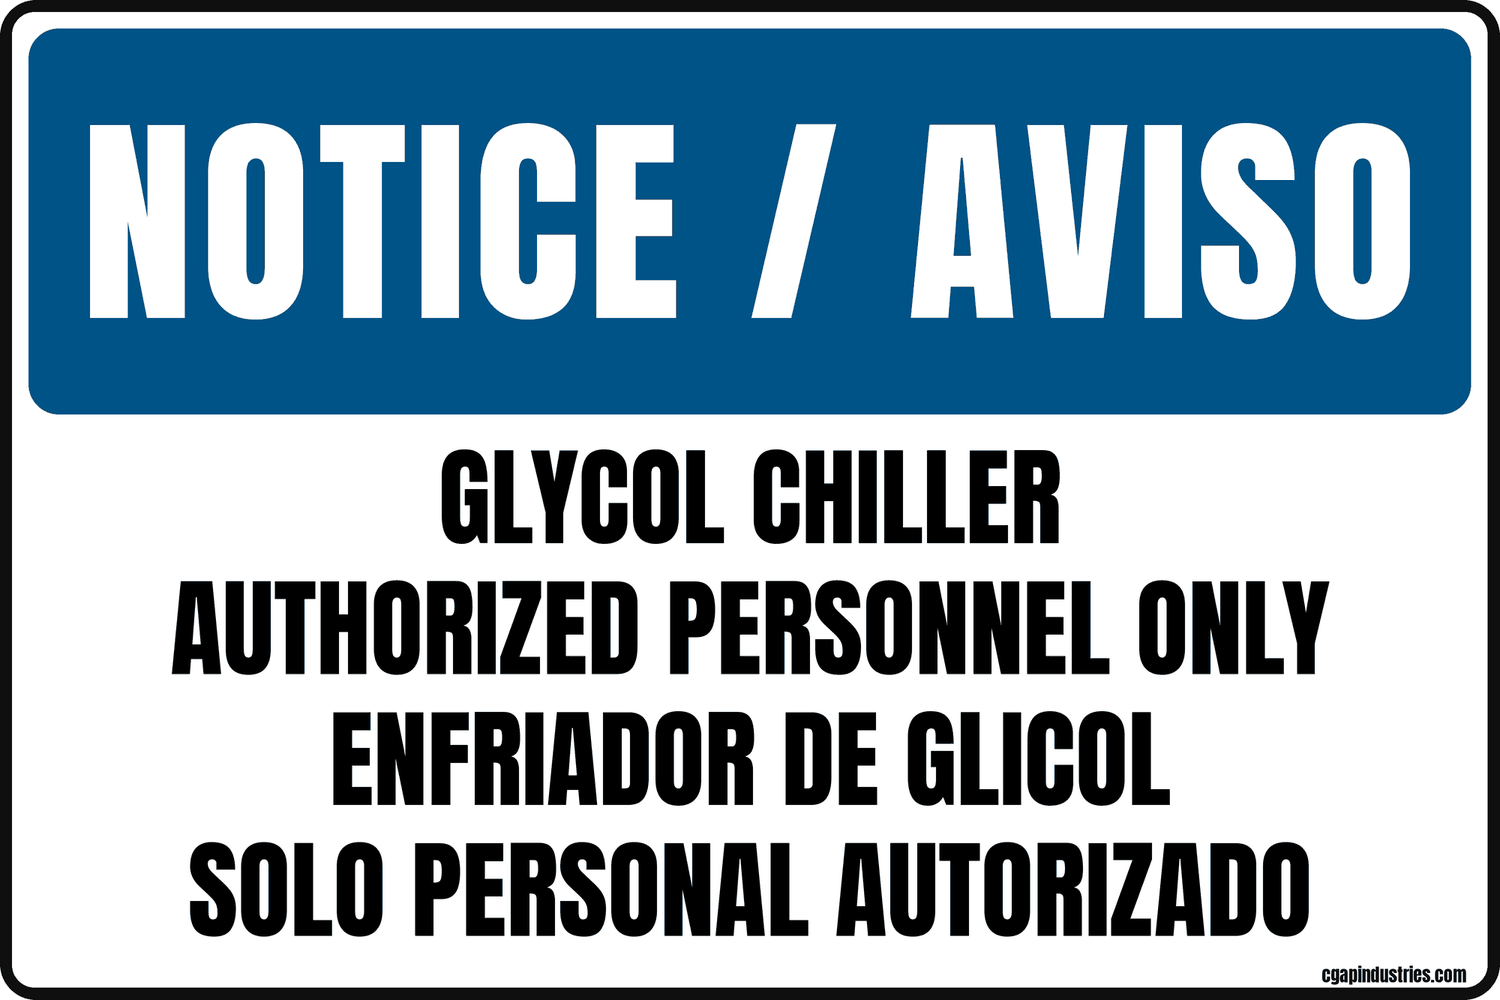 NOTICE / AVISO
GLYCOL CHILLER
AUTHORIZED PERSONNEL ONLY
ENFRIADOR DE GLICOL
SOLO PERSONAL AUTORIZADO
cgapindustries.com